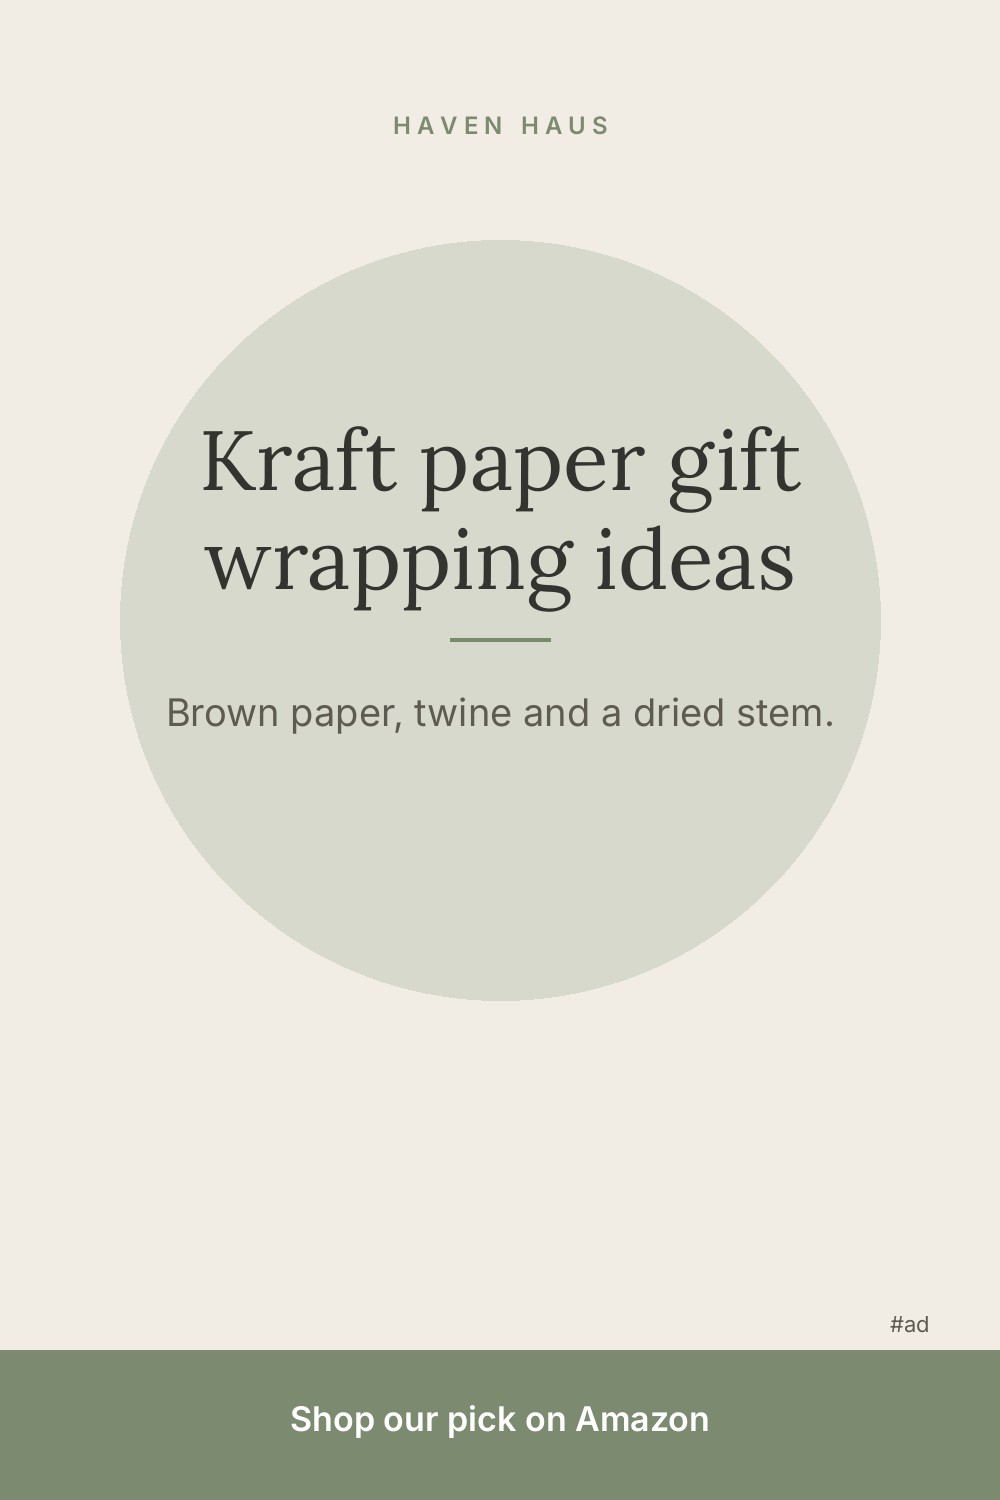 HAVEN HAUS
Kraft paper gift
wrapping ideas
Brown paper, twine and a dried stem.
#ad
Shop our pick on Amazon